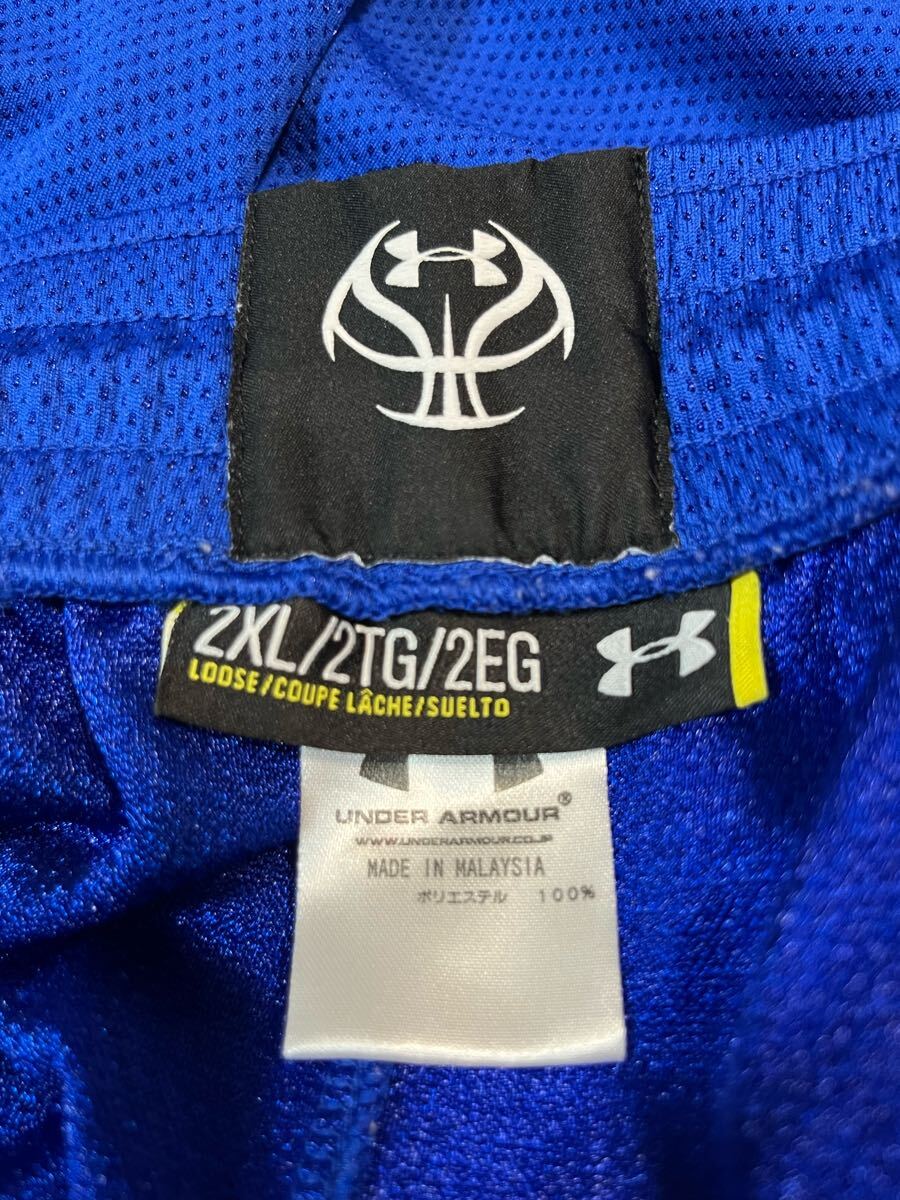 2XL/2TG/2EG
LOOSE/COUPE LÂCHE/SUELTO
UNDER ARMOUR®
WWW.UNDERARMOUR.CO.JP
MADE IN MALAYSIA
ポリエステル 100%